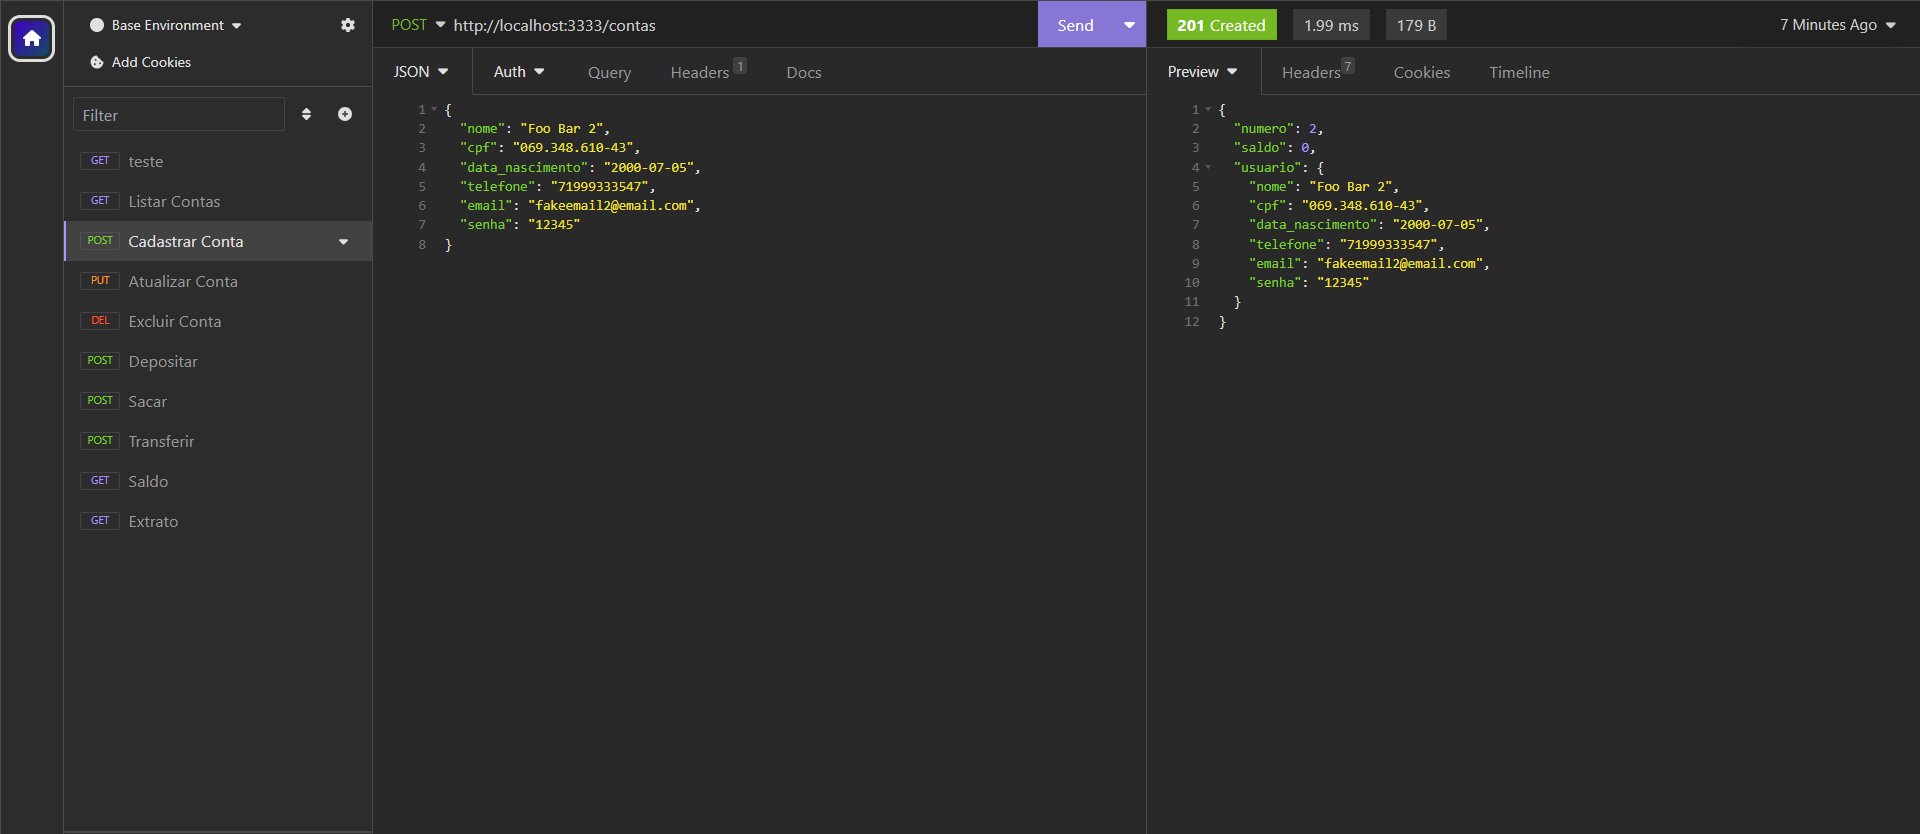 Base Environment
Add Cookies
Filter
GET teste
GET Listar Contas
POST Cadastrar Conta
PUT Atualizar Conta
DEL Excluir Conta
POST Depositar
POST Sacar
POST Transferir
GET Saldo
GET Extrato
POST http://localhost:3333/contas Send
JSON Auth Query Headers 1 Docs
1 {
2 "nome": "Foo Bar 2",
3 "cpf": "069.348.610-43",
4 "data_nascimento": "2000-07-05",
5 "telefone": "71999333547",
6 "email": "fakeemail2@email.com",
7 "senha": "12345"
8 }
201 Created 1.99 ms 179 B 7 Minutes Ago
Preview Headers 7 Cookies Timeline
1 {
2 "numero": 2,
3 "saldo": 0,
4 "usuario": {
5 "nome": "Foo Bar 2",
6 "cpf": "069.348.610-43",
7 "data_nascimento": "2000-07-05",
8 "telefone": "71999333547",
9 "email": "fakeemail2@email.com",
10 "senha": "12345"
11 }
12 }